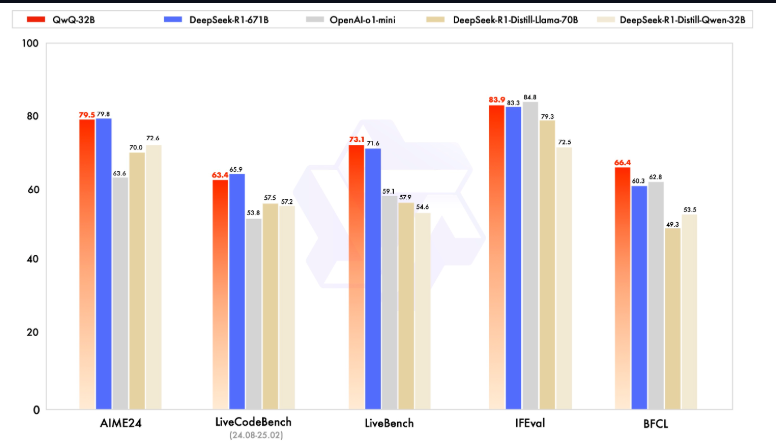 QwQ-32B DeepSeek-R1-671B OpenAI-o1-mini DeepSeek-R1-Distill-Llama-70B DeepSeek-R1-Distill-Qwen-32B
100
80
60
40
20
0
79.5 79.8 63.6 70.0 72.6
63.4 65.9 53.8 57.5 57.2
73.1 71.6 59.1 57.9 54.6
83.9 83.3 84.8 79.3 72.5
66.4 60.3 62.8 49.3 53.5
AIME24 LiveCodeBench LiveBench IFEval BFCL
(24.08-25.02)